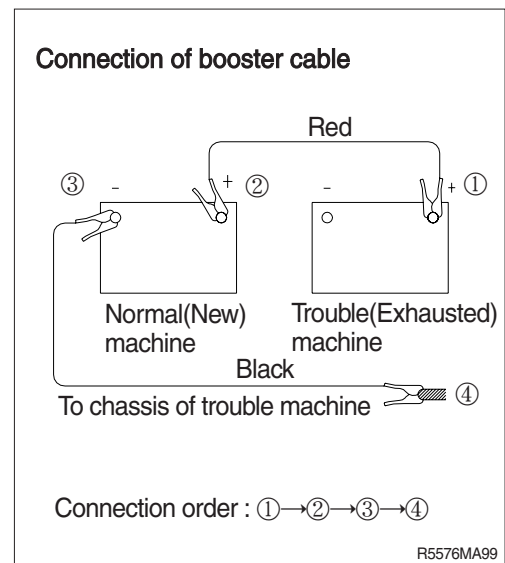 Connection of booster cable
Red
③ - + ② - + ①
Normal(New)
machine
Trouble(Exhausted)
machine
Black
To chassis of trouble machine ④
Connection order : ①→②→③→④
R5576MA99